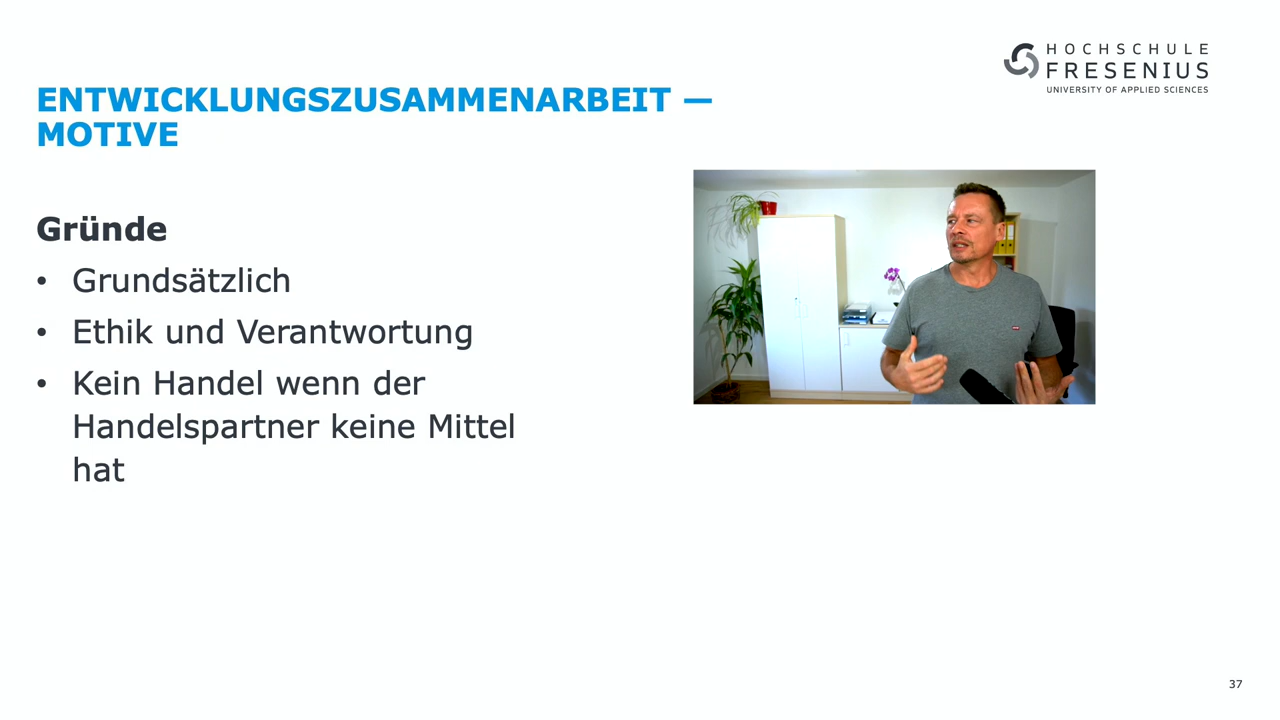 HOCHSCHULE
FRESENIUS
UNIVERSITY OF APPLIED SCIENCES
ENTWICKLUNGSZUSAMMENARBEIT —
MOTIVE
Gründe
• Grundsätzlich
• Ethik und Verantwortung
• Kein Handel wenn der
Handelspartner keine Mittel
hat
37